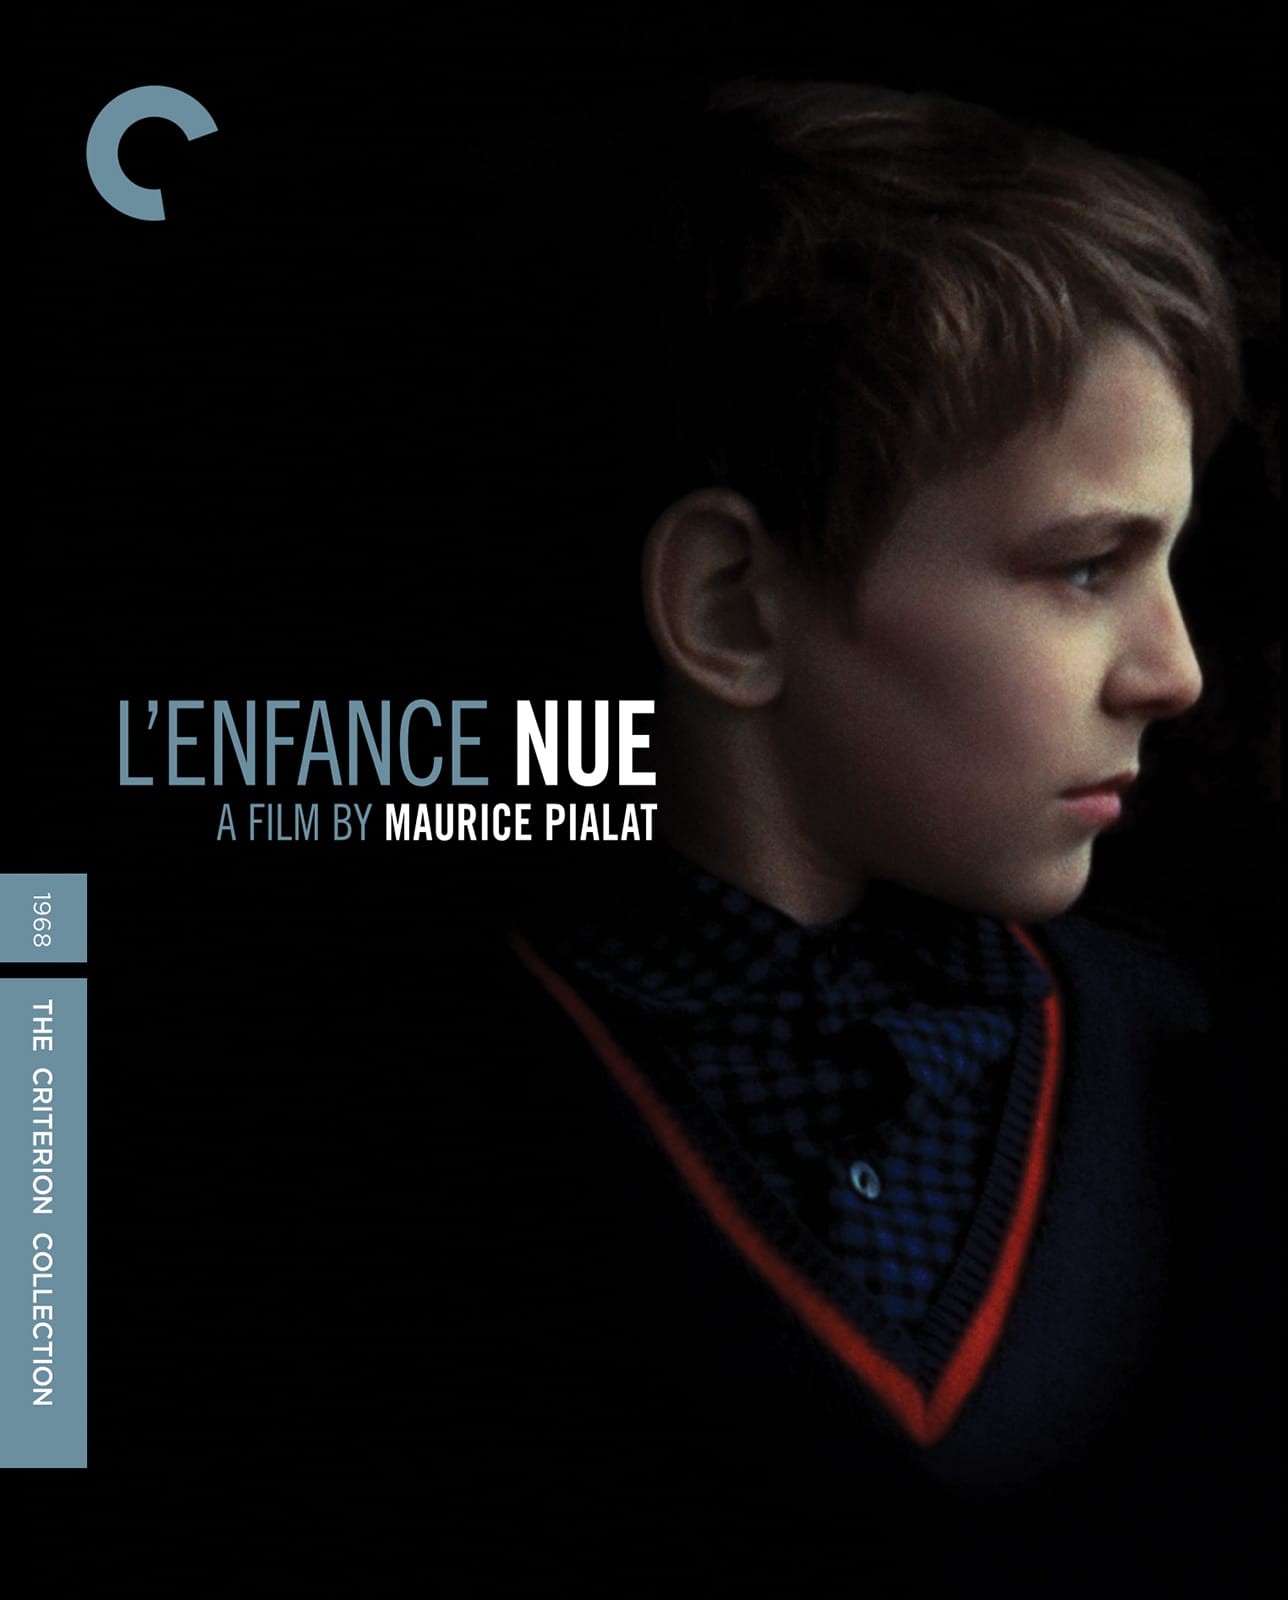 L'ENFANCE NUE
A FILM BY MAURICE PIALAT
1968
THE CRITERION COLLECTION